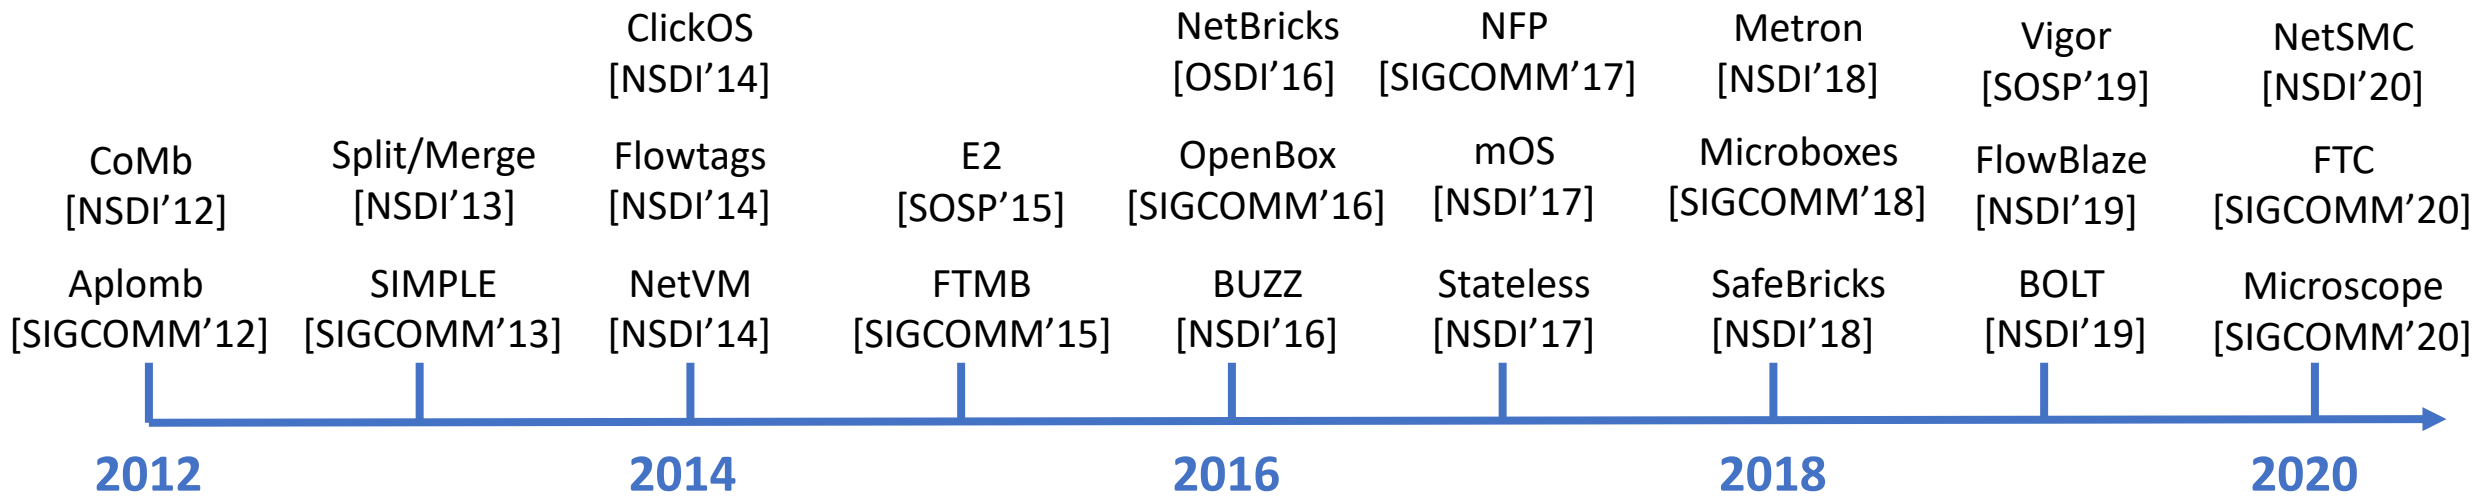 ClickOS
[NSDI’14]
NetBricks
[OSDI’16]
NFP
[SIGCOMM’17]
Metron
[NSDI’18]
Vigor
[SOSP’19]
NetSMC
[NSDI’20]
CoMb
[NSDI’12]
Split/Merge
[NSDI’13]
Flowtags
[NSDI’14]
E2
[SOSP’15]
OpenBox
[SIGCOMM’16]
mOS
[NSDI’17]
Microboxes
[SIGCOMM’18]
FlowBlaze
[NSDI’19]
FTC
[SIGCOMM’20]
Aplomb
[SIGCOMM’12]
SIMPLE
[SIGCOMM’13]
NetVM
[NSDI’14]
FTMB
[SIGCOMM’15]
BUZZ
[NSDI’16]
Stateless
[NSDI’17]
SafeBricks
[NSDI’18]
BOLT
[NSDI’19]
Microscope
[SIGCOMM’20]
2012
2014
2016
2018
2020